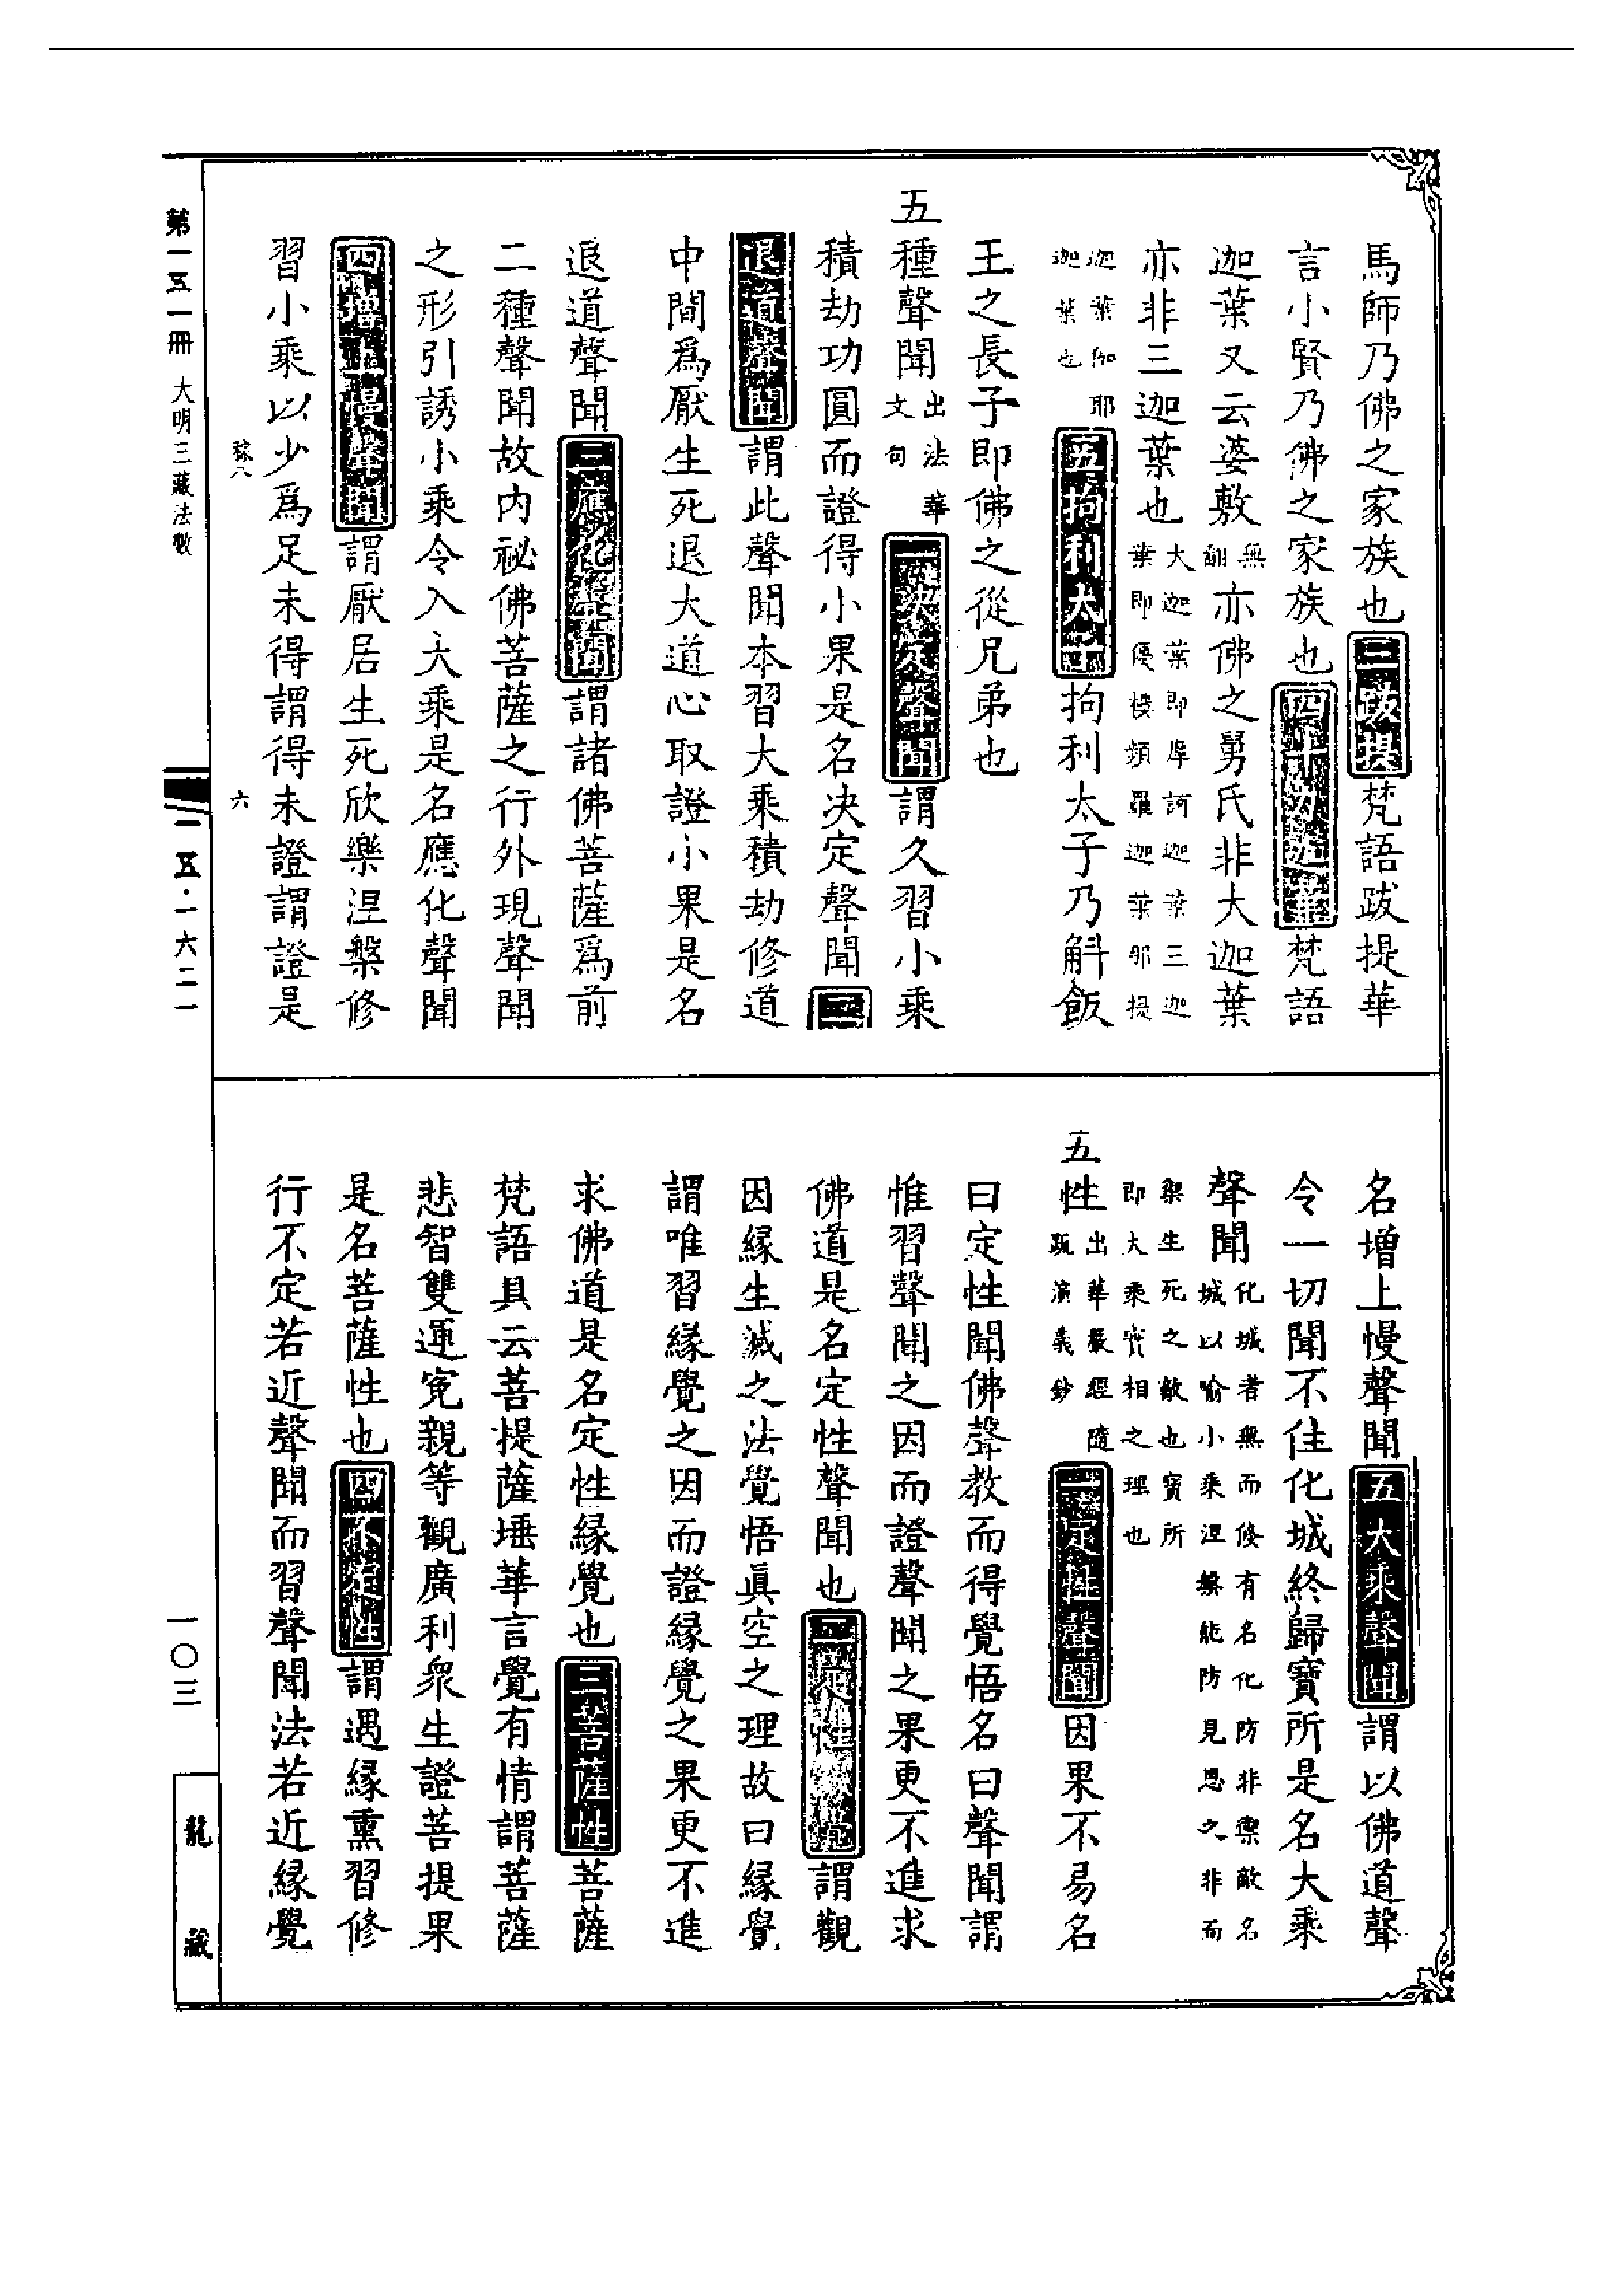 馬師乃佛之家族也三跋提梵語跋提華
言小賢乃佛之家族也四十力迦葉梵語
迦葉又云婆敷無翻亦佛之舅氏非大迦葉
亦非三迦葉也大迦葉即摩訶迦葉三迦葉即優樓頻羅迦葉那提
迦葉伽耶迦葉也五拘利太子拘利太子乃斛飯
王之長子即佛之從兄弟也
五種聲聞出法華文句一決定聲聞謂久習小乘
積劫功圓而證得小果是名决定聲聞二
退道聲聞謂此聲聞本習大乘積劫修道
中間爲厭生死退大道心取證小果是名
退道聲聞三應化聲聞謂諸佛菩薩爲前
二種聲聞故内祕佛菩薩之行外現聲聞
之形引誘小乘令入大乘是名應化聲聞
四增上慢聲聞謂厭居生死欣樂涅槃修
習小乘以少爲足未得謂得未證謂證是
名增上慢聲聞五大乘聲聞謂以佛道聲
令一切聞不住化城終歸寶所是名大乘
聲聞化城者無而倐有名化防非禦敵名城以喻小乘涅槃能防見思之非而
禦生死之敵也寶所即大乘實相之理也
五性出華嚴經隨疏演義鈔一定性聲聞因果不易名
曰定性聞佛聲教而得覺悟名曰聲聞謂
惟習聲聞之因而證聲聞之果更不進求
佛道是名定性聲聞也二定性緣覺謂觀
因緣生滅之法覺悟眞空之理故曰緣覺
謂唯習緣覺之因而證緣覺之果更不進
求佛道是名定性緣覺也三菩薩性菩薩
梵語具云菩提薩埵華言覺有情謂菩薩
悲智雙運寃親等觀廣利衆生證菩提果
是名菩薩性也四不定性謂遇緣熏習修
行不定若近聲聞而習聲聞法若近緣覺
第一五一冊 大明三藏法數
稼八 六
一五·一六二一
一〇三
龍藏